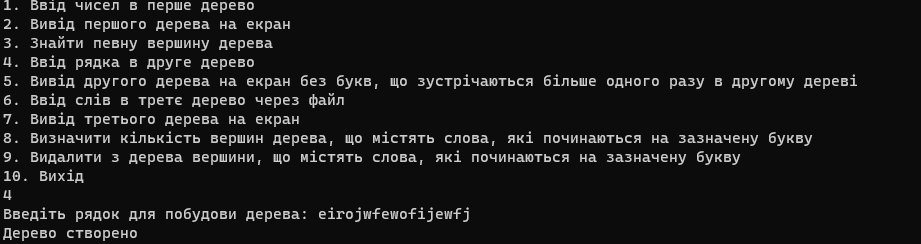 1. Ввід чисел в перше дерево
2. Вивід першого дерева на екран
3. Знайти певну вершину дерева
4. Ввід рядка в друге дерево
5. Вивід другого дерева на екран без букв, що зустрічаються більше одного разу в другому дереві
6. Ввід слів в третє дерево через файл
7. Вивід третього дерева на екран
8. Визначити кількість вершин дерева, що містять слова, які починаються на зазначену букву
9. Видалити з дерева вершини, що містять слова, які починаються на зазначену букву
10. Вихід
4
Введіть рядок для побудови дерева: eirojwfewofijewfj
Дерево створено